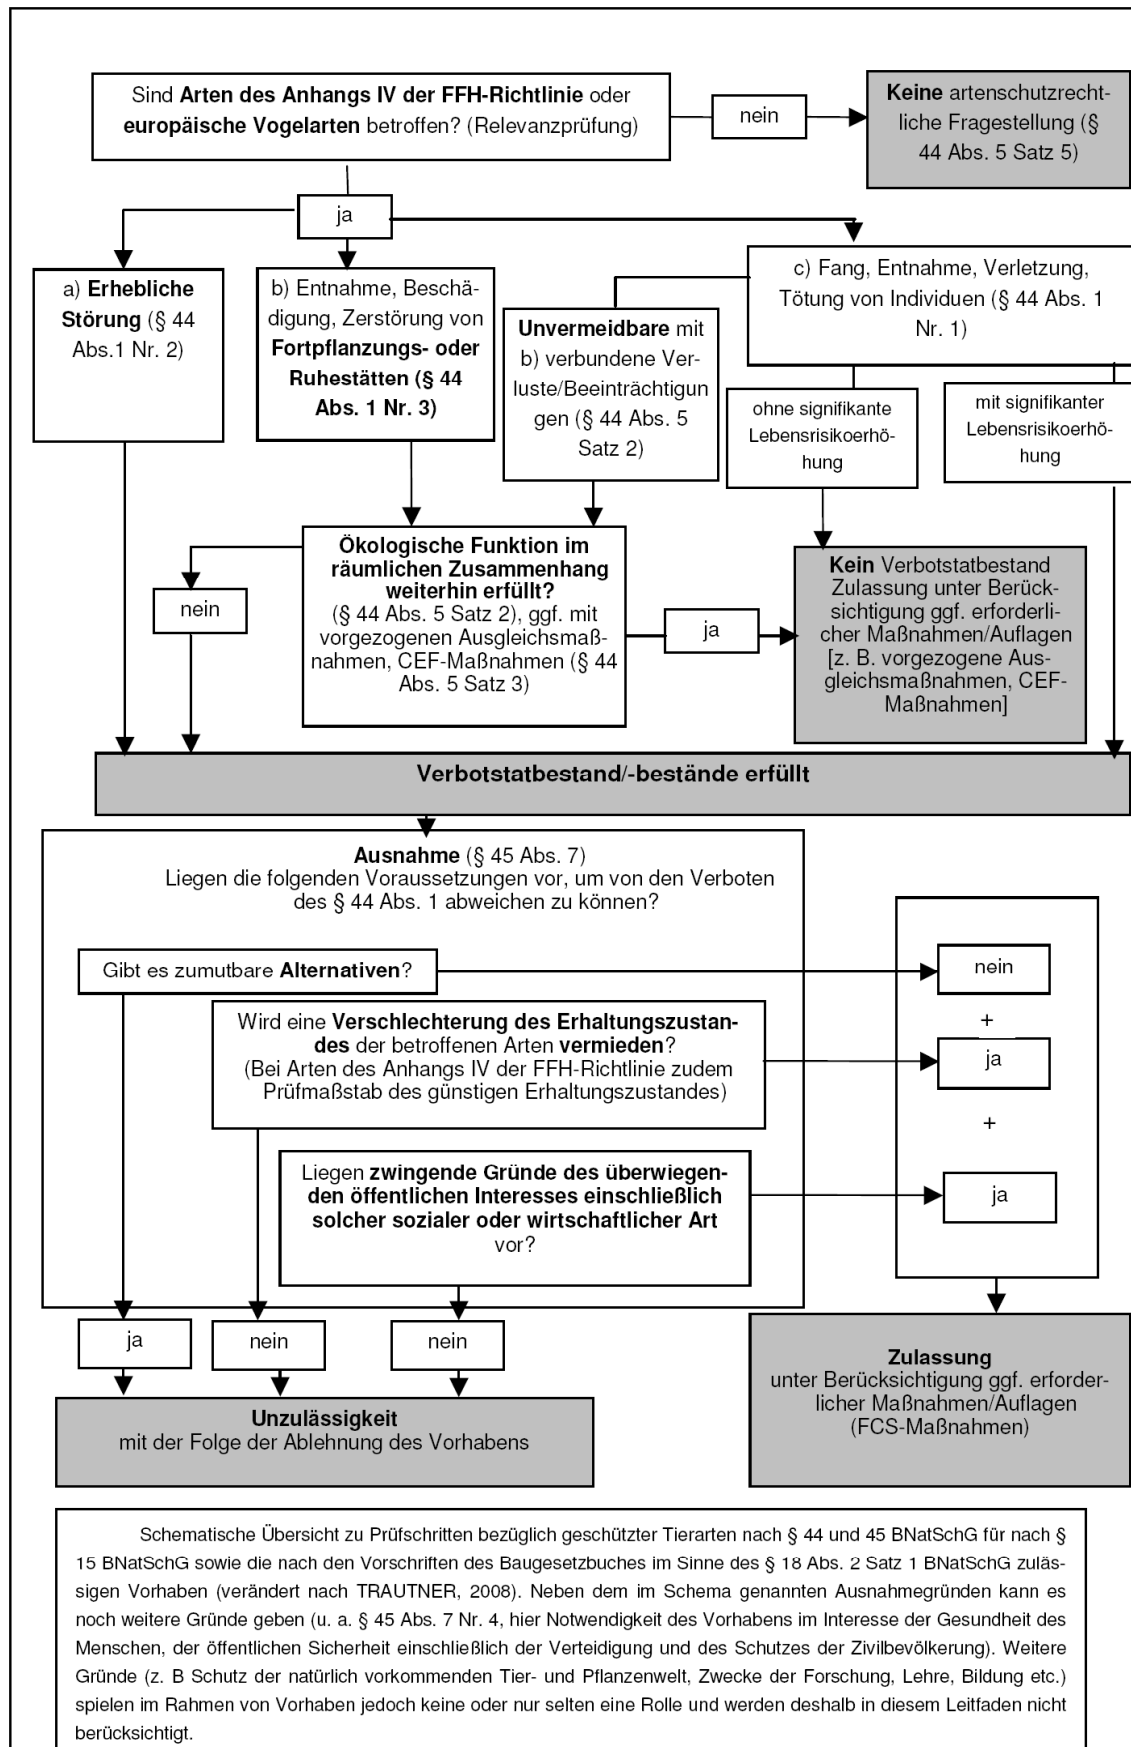 Sind Arten des Anhangs IV der FFH-Richtlinie oder
europäische Vogelarten betroffen? (Relevanzprüfung)
nein
Keine artenschutzrecht-
liche Fragestellung (§
44 Abs. 5 Satz 5)
ja
a) Erhebliche
Störung (§ 44
Abs.1 Nr. 2)
b) Entnahme, Beschä-
digung, Zerstörung von
Fortpflanzungs- oder
Ruhestätten (§ 44
Abs. 1 Nr. 3)
Unvermeidbare mit
b) verbundene Ver-
luste/Beeinträchtigun
gen (§ 44 Abs. 5
Satz 2)
c) Fang, Entnahme, Verletzung,
Tötung von Individuen (§ 44 Abs. 1
Nr. 1)
ohne signifikante
Lebensrisikoerhö-
hung
mit signifikanter
Lebensrisikoerhö-
hung
Ökologische Funktion im
räumlichen Zusammenhang
weiterhin erfüllt?
(§ 44 Abs. 5 Satz 2), ggf. mit
vorgezogenen Ausgleichsmaß-
nahmen, CEF-Maßnahmen (§ 44
Abs. 5 Satz 3)
nein
ja
Kein Verbotstatbestand
Zulassung unter Berück-
sichtigung ggf. erforderli-
cher Maßnahmen/Auflagen
[z. B. vorgezogene Aus-
gleichsmaßnahmen, CEF-
Maßnahmen]
Verbotstatbestand/-bestände erfüllt
Ausnahme (§ 45 Abs. 7)
Liegen die folgenden Voraussetzungen vor, um von den Verboten
des § 44 Abs. 1 abweichen zu können?
Gibt es zumutbare Alternativen?
nein
+
Wird eine Verschlechterung des Erhaltungszustan-
des der betroffenen Arten vermieden?
(Bei Arten des Anhangs IV der FFH-Richtlinie zudem
Prüfmaßstab des günstigen Erhaltungszustandes)
ja
+
Liegen zwingende Gründe des überwiegen-
den öffentlichen Interesses einschließlich
solcher sozialer oder wirtschaftlicher Art
vor?
ja
ja
nein
nein
Unzulässigkeit
mit der Folge der Ablehnung des Vorhabens
Zulassung
unter Berücksichtigung ggf. erforder-
licher Maßnahmen/Auflagen
(FCS-Maßnahmen)
Schematische Übersicht zu Prüfschritten bezüglich geschützter Tierarten nach § 44 und 45 BNatSchG für nach §
15 BNatSchG sowie die nach den Vorschriften des Baugesetzbuches im Sinne des § 18 Abs. 2 Satz 1 BNatSchG zuläs-
sigen Vorhaben (verändert nach TRAUTNER, 2008). Neben dem im Schema genannten Ausnahmegründen kann es
noch weitere Gründe geben (u. a. § 45 Abs. 7 Nr. 4, hier Notwendigkeit des Vorhabens im Interesse der Gesundheit des
Menschen, der öffentlichen Sicherheit einschließlich der Verteidigung und des Schutzes der Zivilbevölkerung). Weitere
Gründe (z. B Schutz der natürlich vorkommenden Tier- und Pflanzenwelt, Zwecke der Forschung, Lehre, Bildung etc.)
spielen im Rahmen von Vorhaben jedoch keine oder nur selten eine Rolle und werden deshalb in diesem Leitfaden nicht
berücksichtigt.